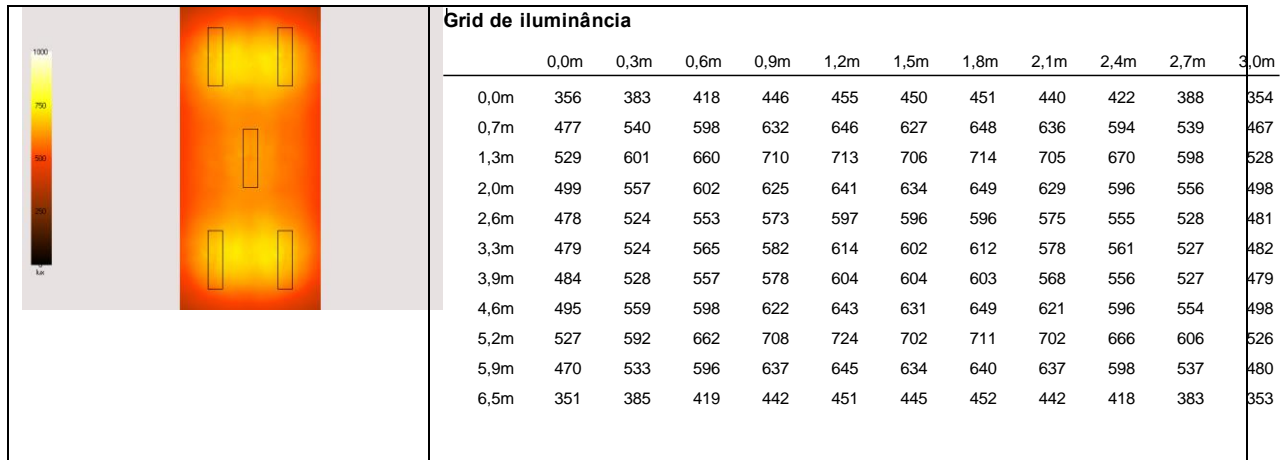 1000
750
500
250
0
lux
Grid de iluminância
0,0m 0,3m 0,6m 0,9m 1,2m 1,5m 1,8m 2,1m 2,4m 2,7m 3,0m
0,0m 356 383 418 446 455 450 451 440 422 388 354
0,7m 477 540 598 632 646 627 648 636 594 539 467
1,3m 529 601 660 710 713 706 714 705 670 598 528
2,0m 499 557 602 625 641 634 649 629 596 556 498
2,6m 478 524 553 573 597 596 596 575 555 528 481
3,3m 479 524 565 582 614 602 612 578 561 527 482
3,9m 484 528 557 578 604 604 603 568 556 527 479
4,6m 495 559 598 622 643 631 649 621 596 554 498
5,2m 527 592 662 708 724 702 711 702 666 606 526
5,9m 470 533 596 637 645 634 640 637 598 537 480
6,5m 351 385 419 442 451 445 452 442 418 383 353